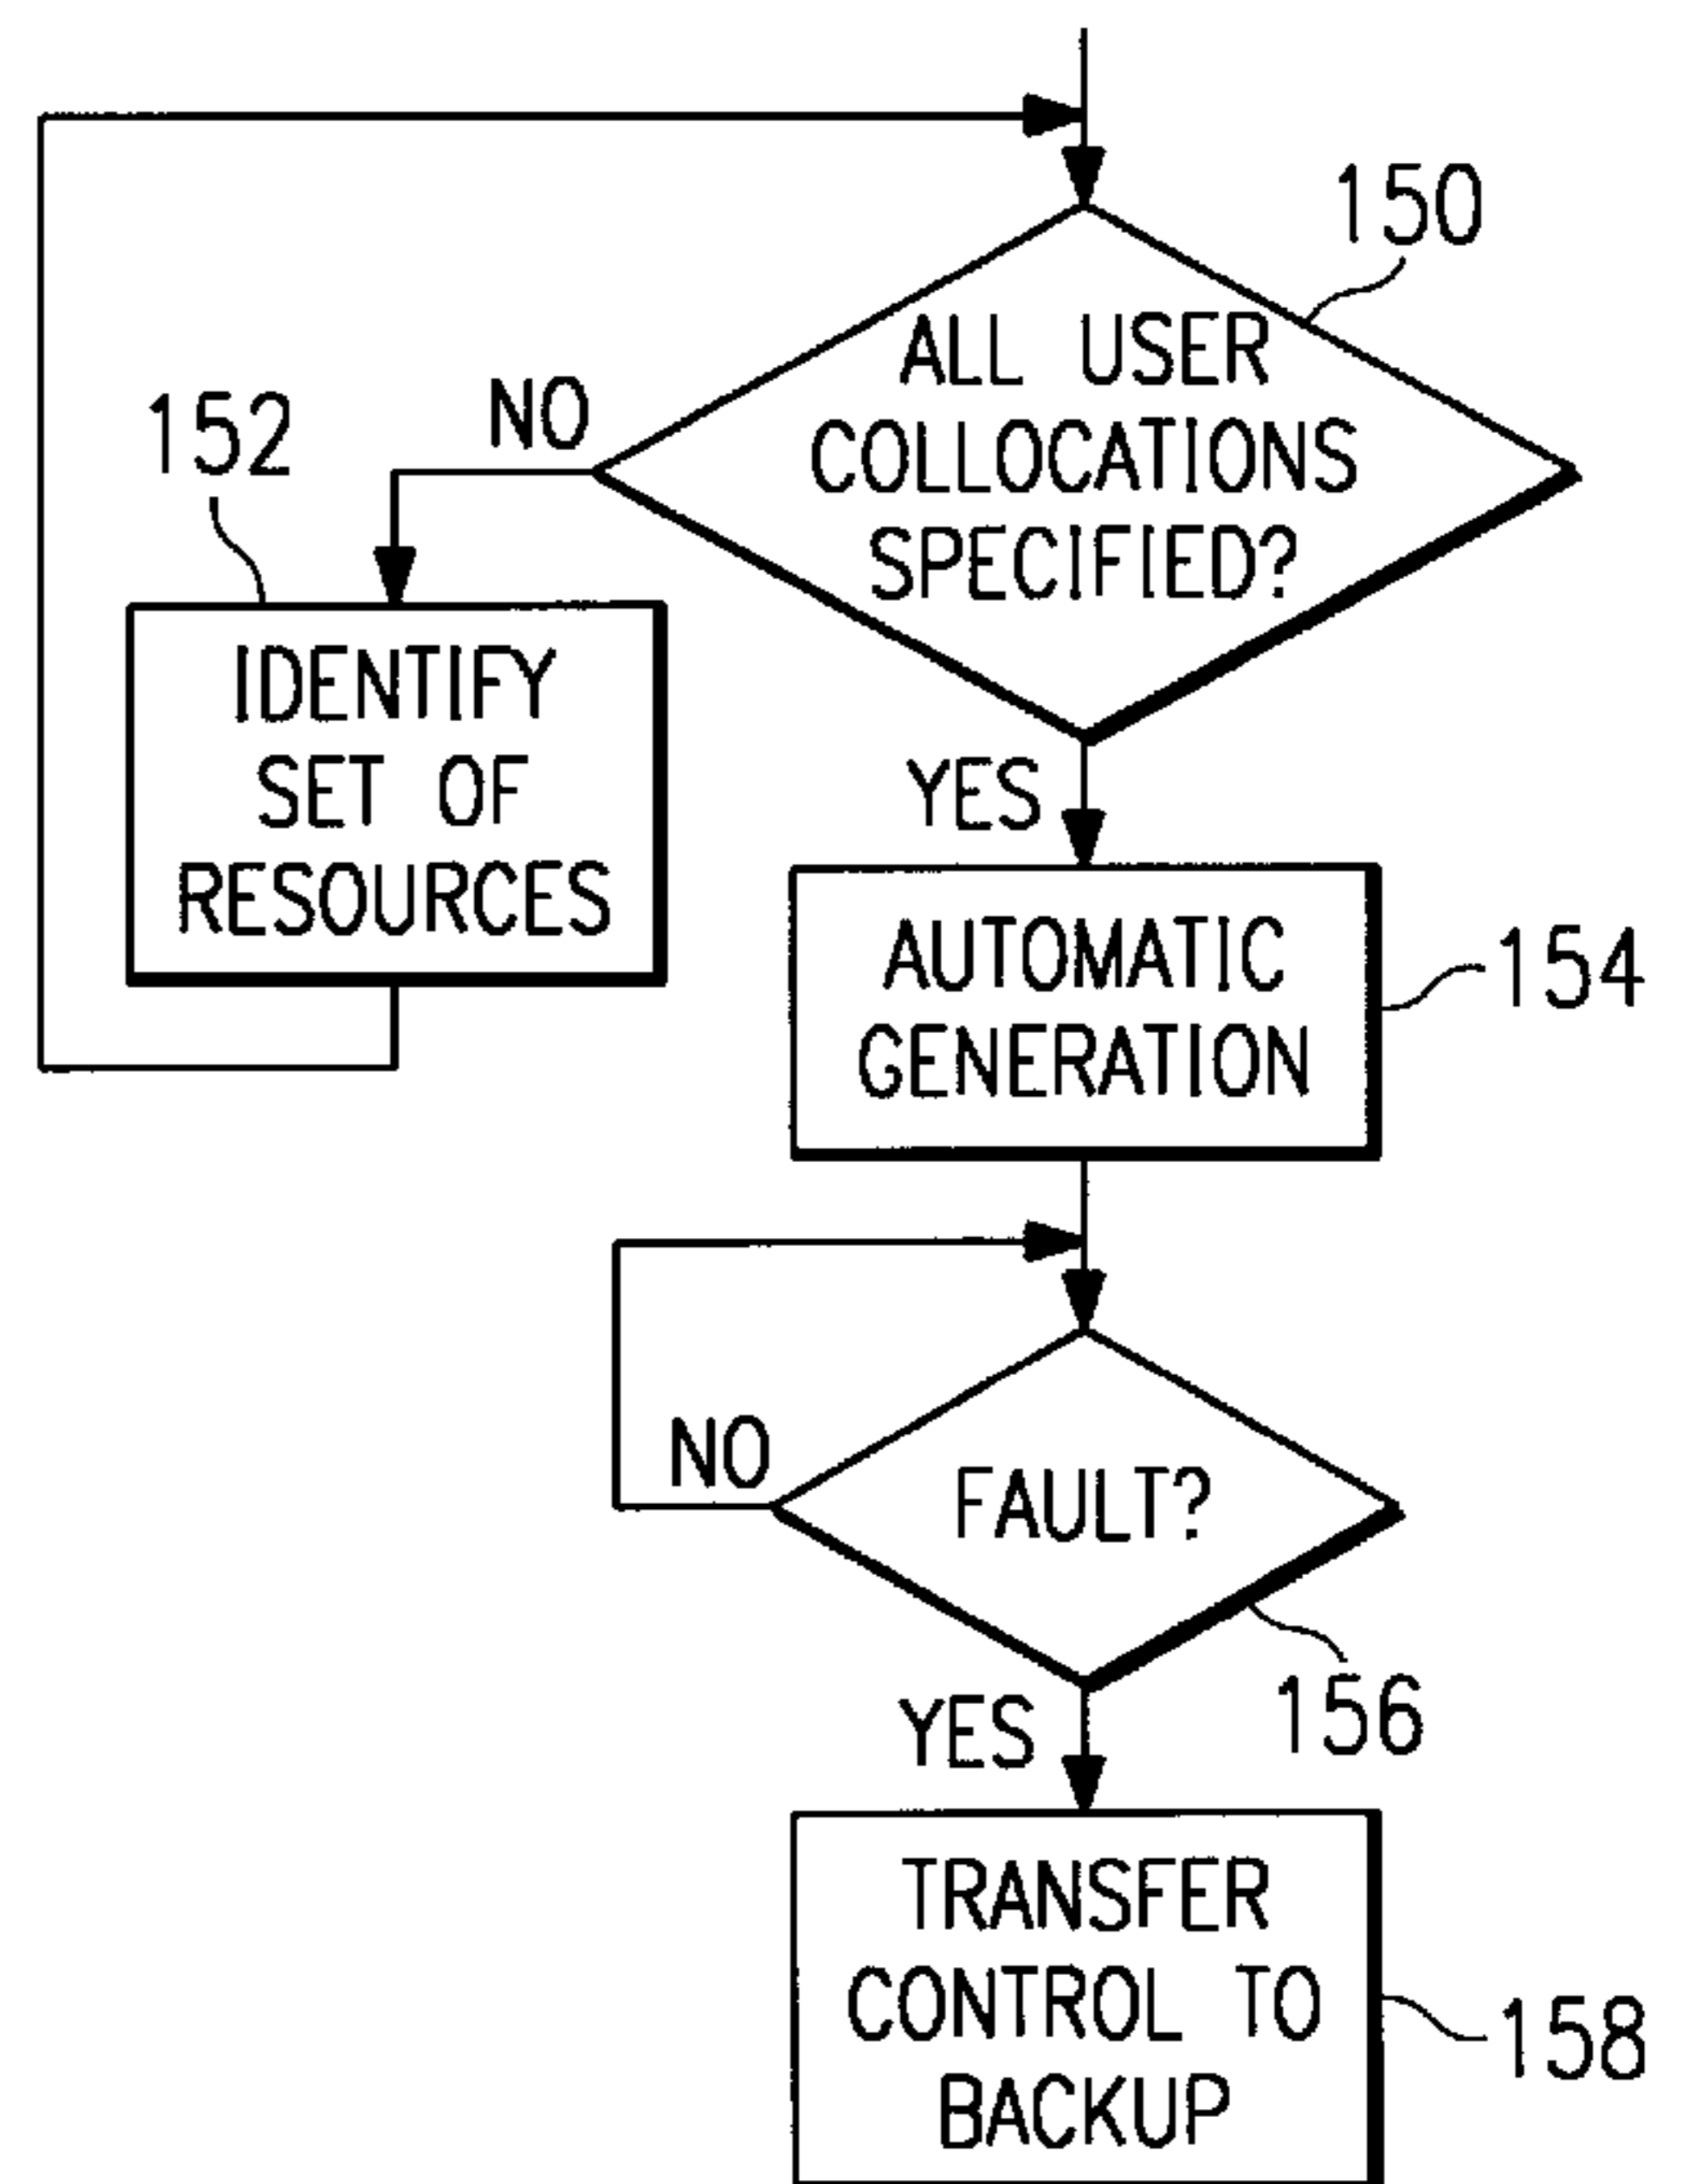 150
ALL USER
COLLOCATIONS
SPECIFIED?
NO
152
IDENTIFY
SET OF
RESOURCES
YES
AUTOMATIC
GENERATION
154
NO
FAULT?
156
YES
TRANSFER
CONTROL TO
BACKUP
158